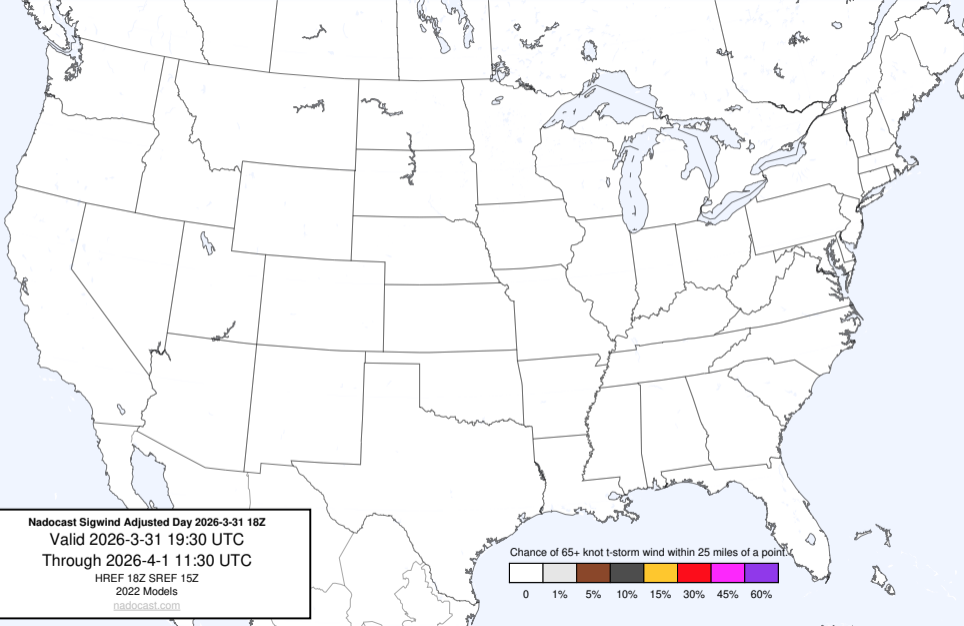 Nadocast Sigwind Adjusted Day 2026-3-31 18Z
Valid 2026-3-31 19:30 UTC
Through 2026-4-1 11:30 UTC
HREF 18Z SREF 15Z
2022 Models
nadocast.com
Chance of 65+ knot t-storm wind within 25 miles of a point.
0 1% 5% 10% 15% 30% 45% 60%